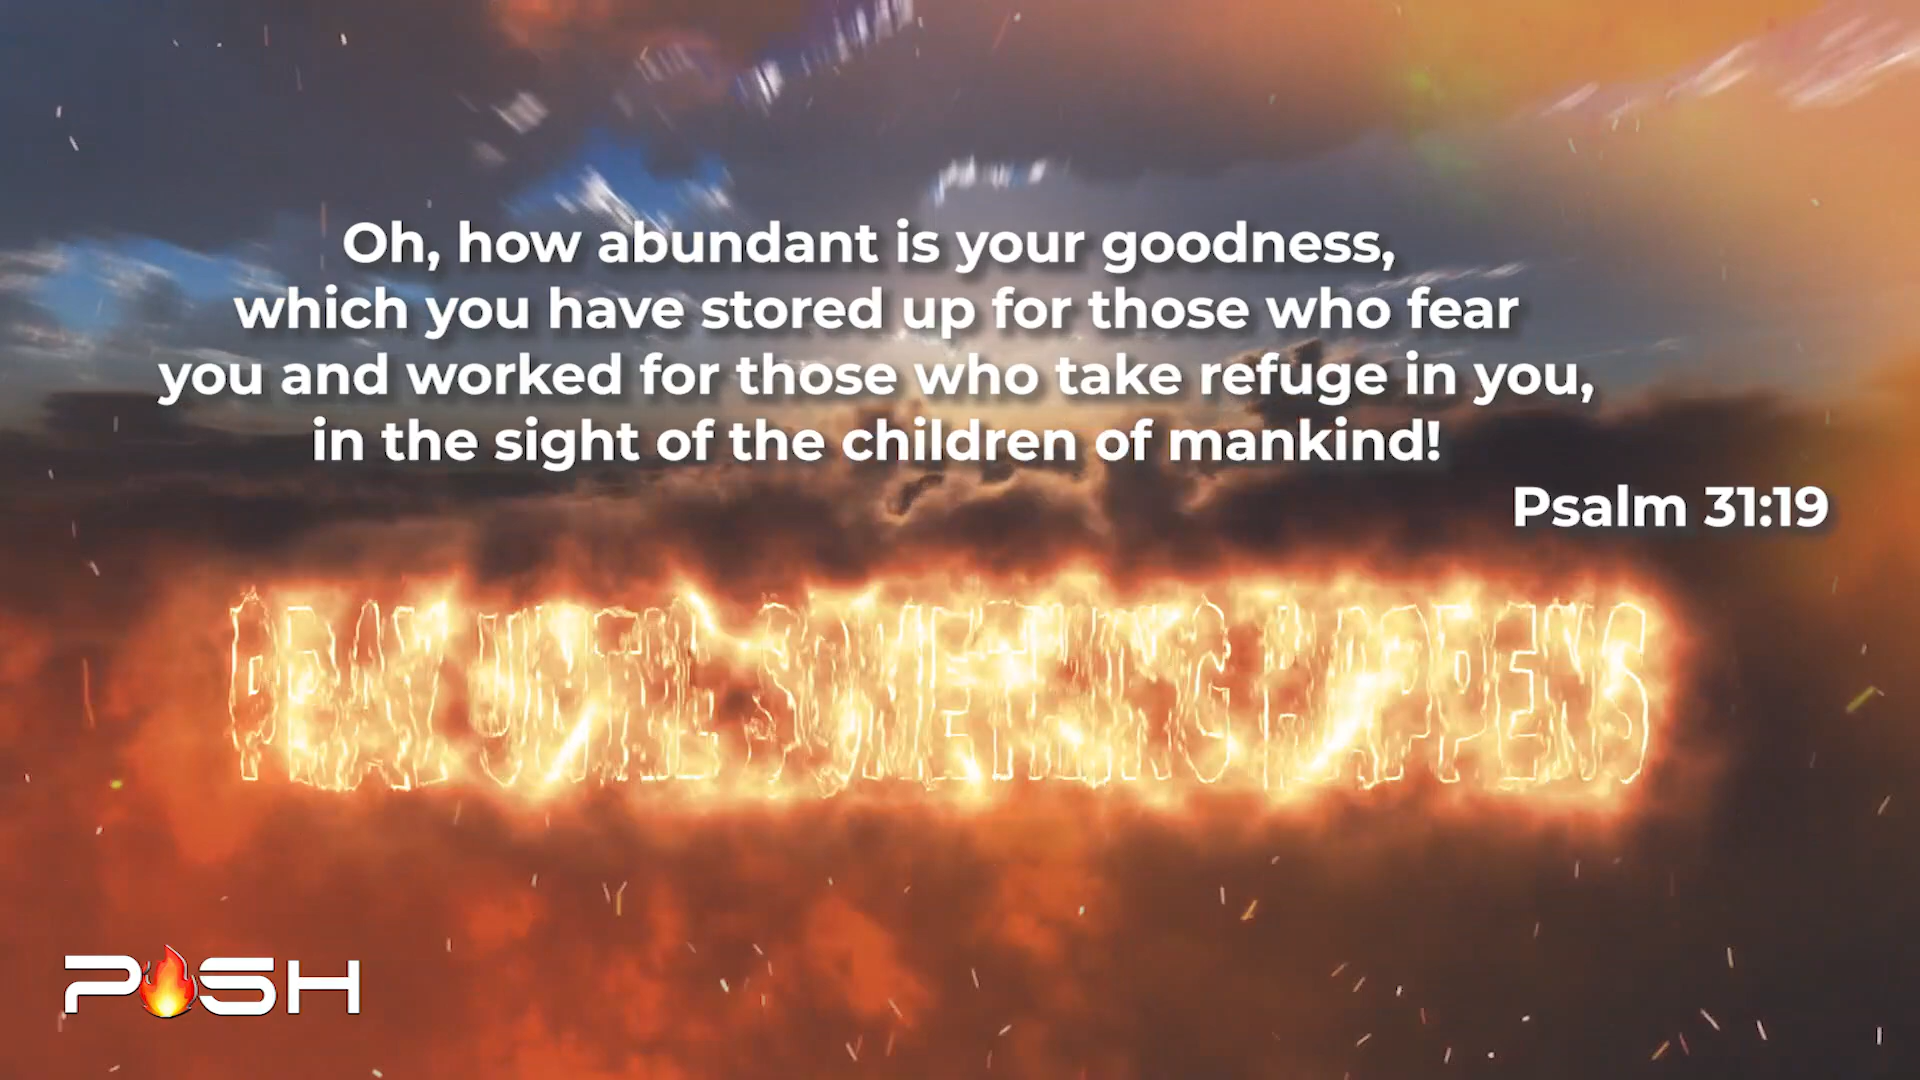 Oh, how abundant is your goodness,
which you have stored up for those who fear
you and worked for those who take refuge in you,
in the sight of the children of mankind!
Psalm 31:19
PRAY UNTIL SOMETHING HAPPENS
PUSH